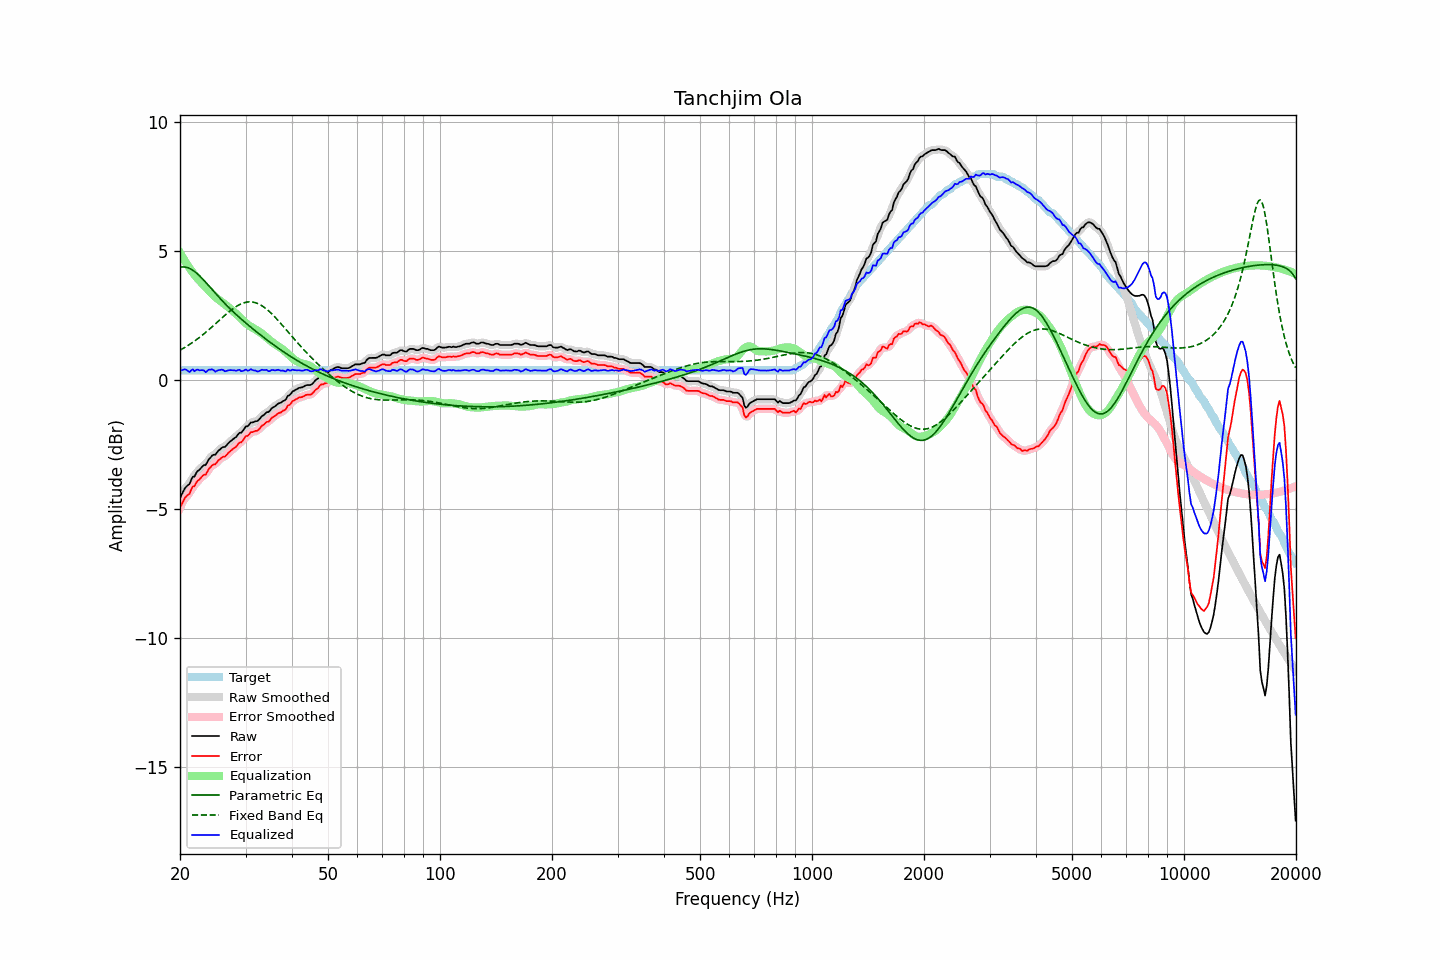 Tanchjim Ola
10
5
0
−5
−10
−15
Amplitude (dBr)
Target
Raw Smoothed
Error Smoothed
Raw
Error
Equalization
Parametric Eq
Fixed Band Eq
Equalized
20 50 100 200 500 1000 2000 5000 10000 20000
Frequency (Hz)